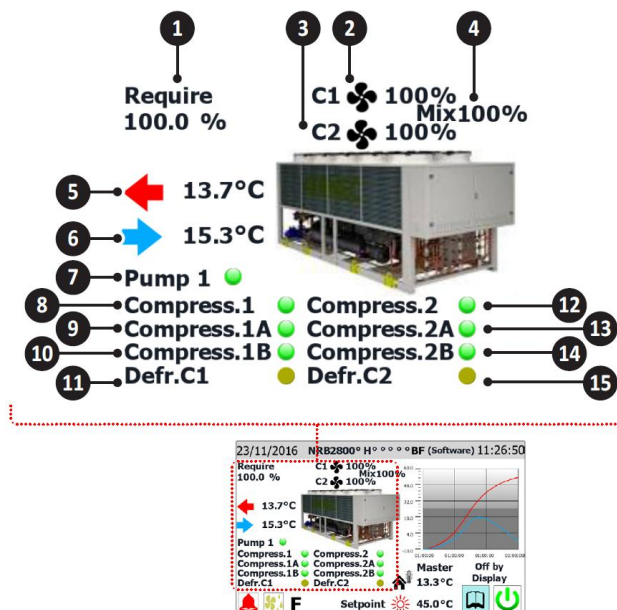 1 3 2 4
Require
100.0 %
C1 100%
Mix100%
C2 100%
5 13.7°C
6 15.3°C
7 Pump 1
8 Compress.1 Compress.2 12
9 Compress.1A Compress.2A 13
10 Compress.1B Compress.2B 14
11 Defr.C1 Defr.C2 15
23/11/2016 NRB2800°H°°°°°BF (Software) 11:26:50
Require
100.0 %
C1 100%
Mix100%
C2 100%
13.7°C
15.3°C
Pump 1
Compress.1 Compress.2
Compress.1A Compress.2A
Compress.1B Compress.2B
Defr.C1 Defr.C2
Master
13.3°C
Off by
Display
F Setpoint 45.0°C